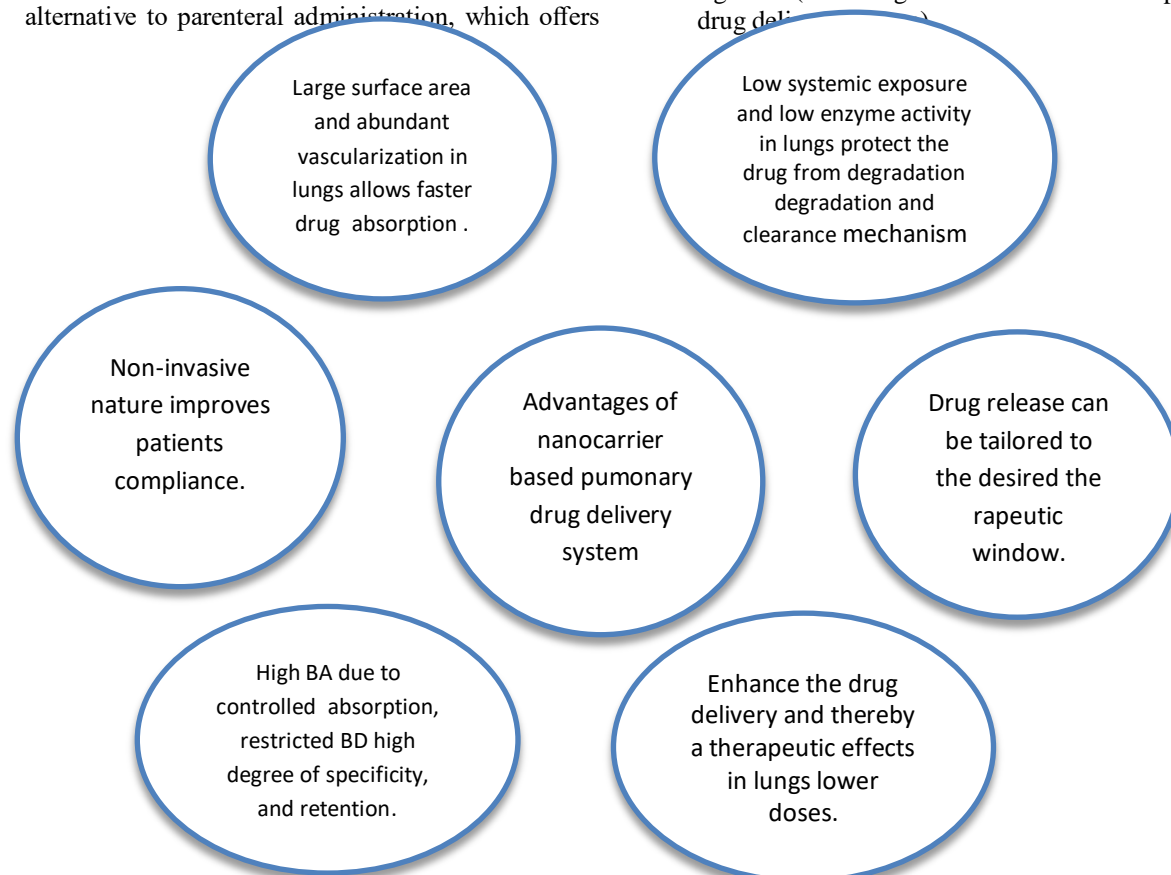 alternative to parenteral administration, which offers
drug
Large surface area
and abundant
vascularization in
lungs allows faster
drug absorption .
Low systemic exposure
and low enzyme activity
in lungs protect the
drug from degradation
degradation and
clearance mechanism
Non-invasive
nature improves
patients
compliance.
Advantages of
nanocarrier
based pumonary
drug delivery
system
Drug release can
be tailored to
the desired the
rapeutic
window.
High BA due to
controlled absorption,
restricted BD high
degree of specificity,
and retention.
Enhance the drug
delivery and thereby
a therapeutic effects
in lungs lower
doses.